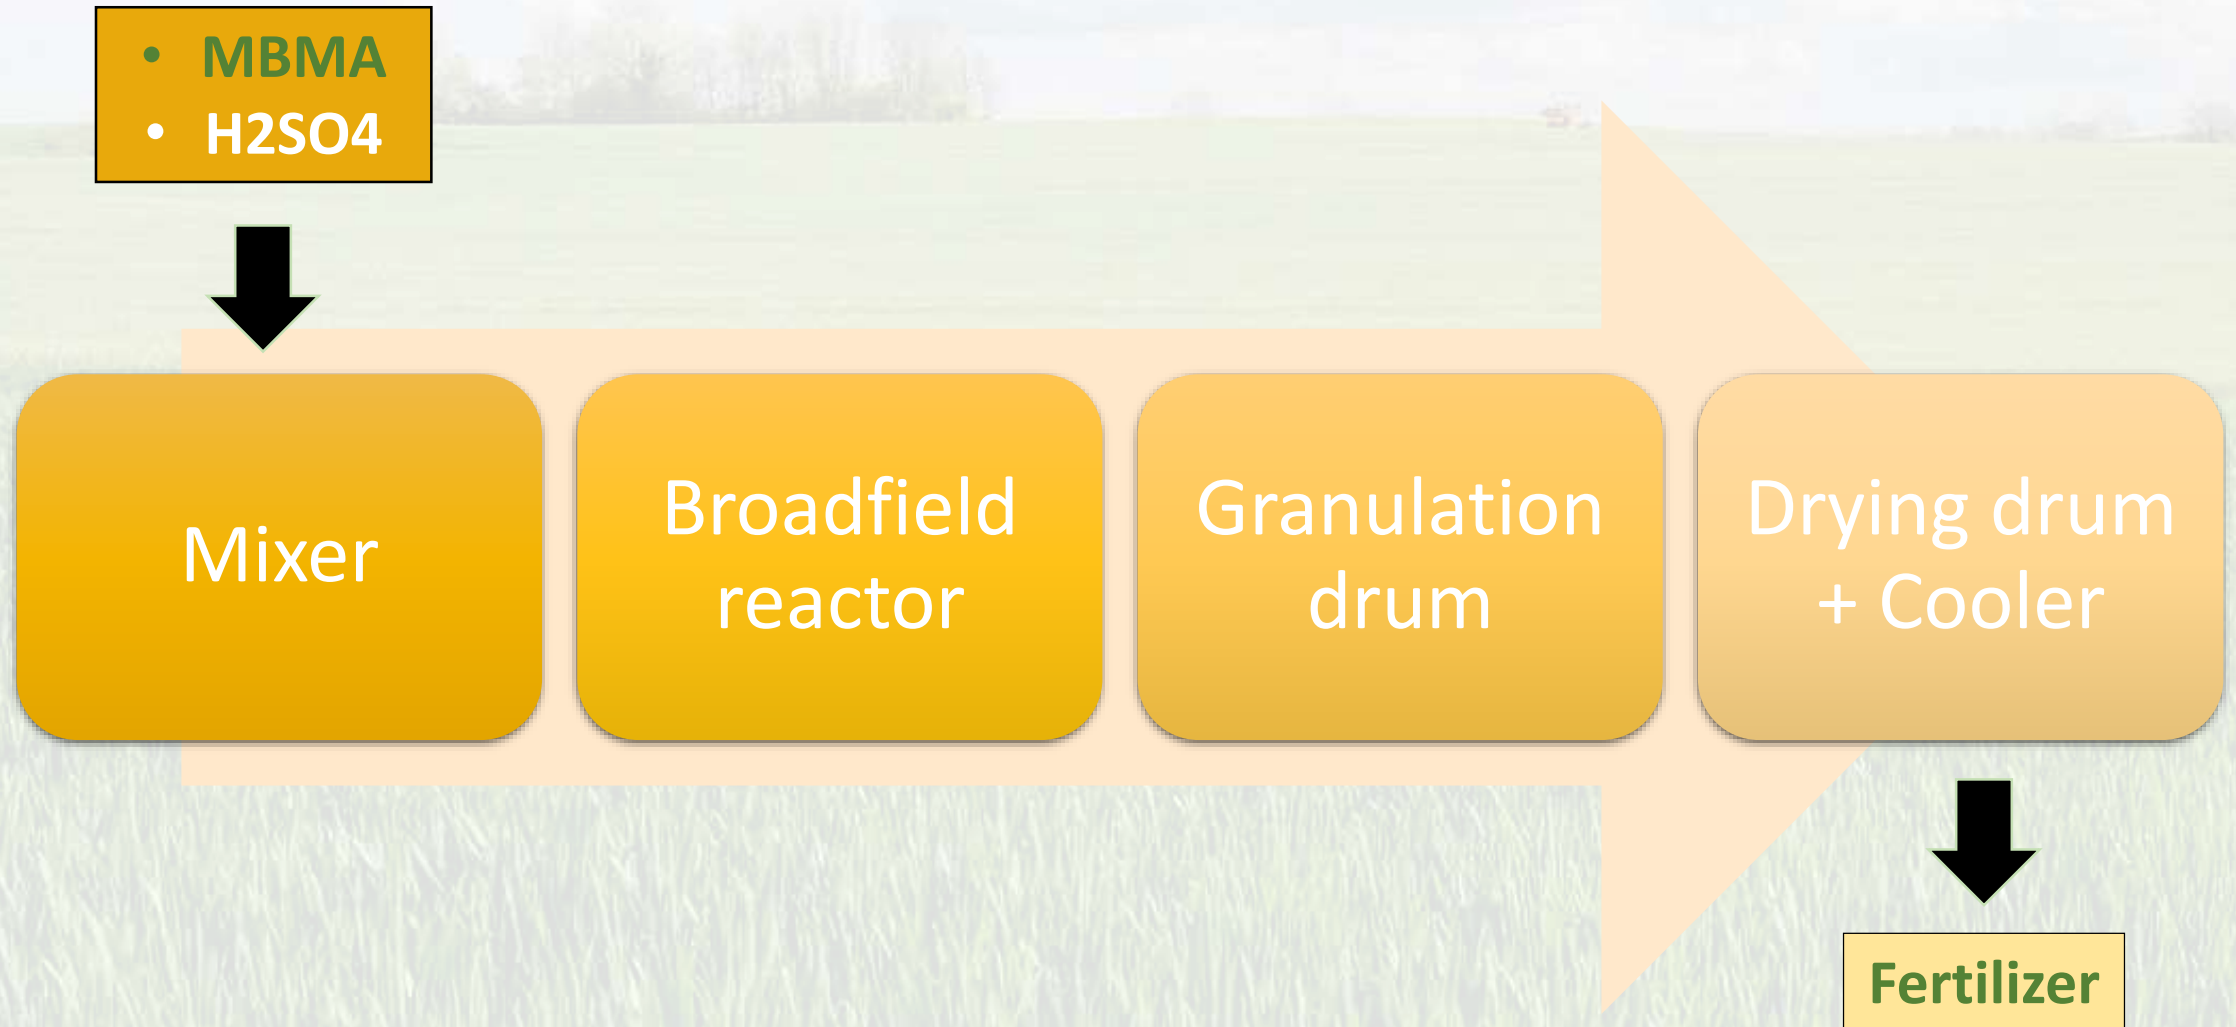 • MBMA
• H2SO4
Mixer
Broadfield
reactor
Granulation
drum
Drying drum
+ Cooler
Fertilizer